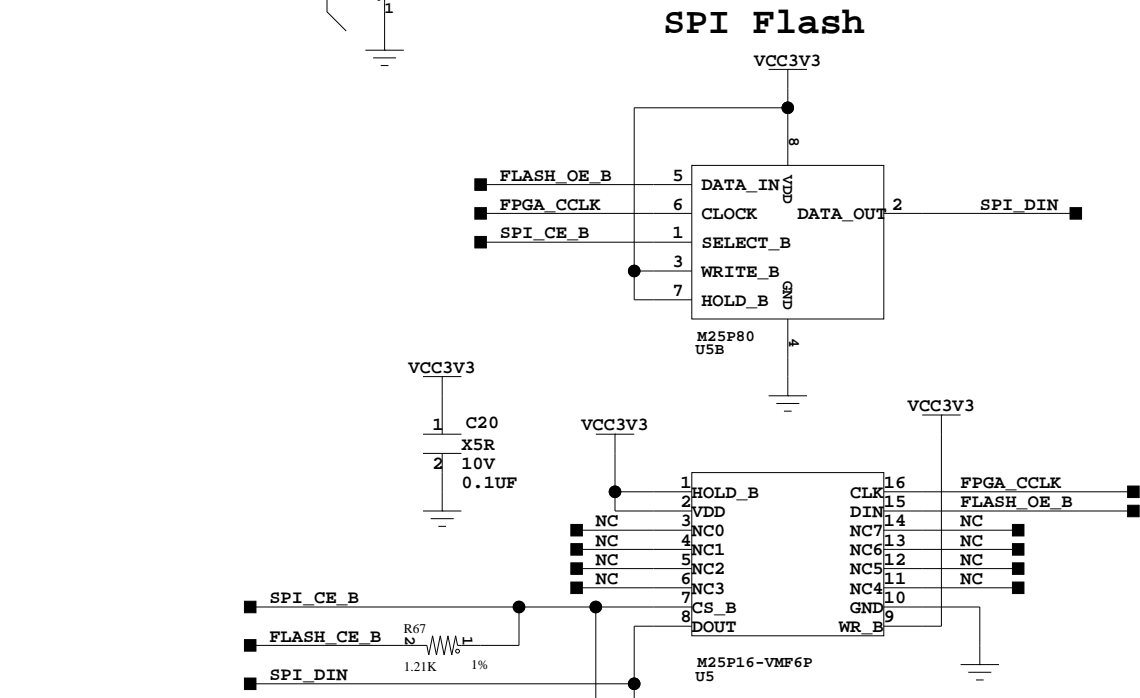 1
SPI Flash
VCC3V3
8
FLASH_OE_B 5 DATA_IN VDD
FPGA_CCLK 6 CLOCK DATA_OUT 2 SPI_DIN
SPI_CE_B 1 SELECT_B
3 WRITE_B
7 HOLD_B GND
M25P80
U5B
4
VCC3V3
1 C20
X5R
2 10V
0.1UF
VCC3V3
VCC3V3
1 HOLD_B CLK 16 FPGA_CCLK
2 VDD DIN 15 FLASH_OE_B
NC 3 NC0 NC7 14 NC
NC 4 NC1 NC6 13 NC
NC 5 NC2 NC5 12 NC
NC 6 NC3 NC4 11 NC
SPI_CE_B 7 CS_B GND 10
8 DOUT WR_B 9
FLASH_CE_B R67 2 1
1.21K 1%
SPI_DIN
M25P16-VMF6P
U5